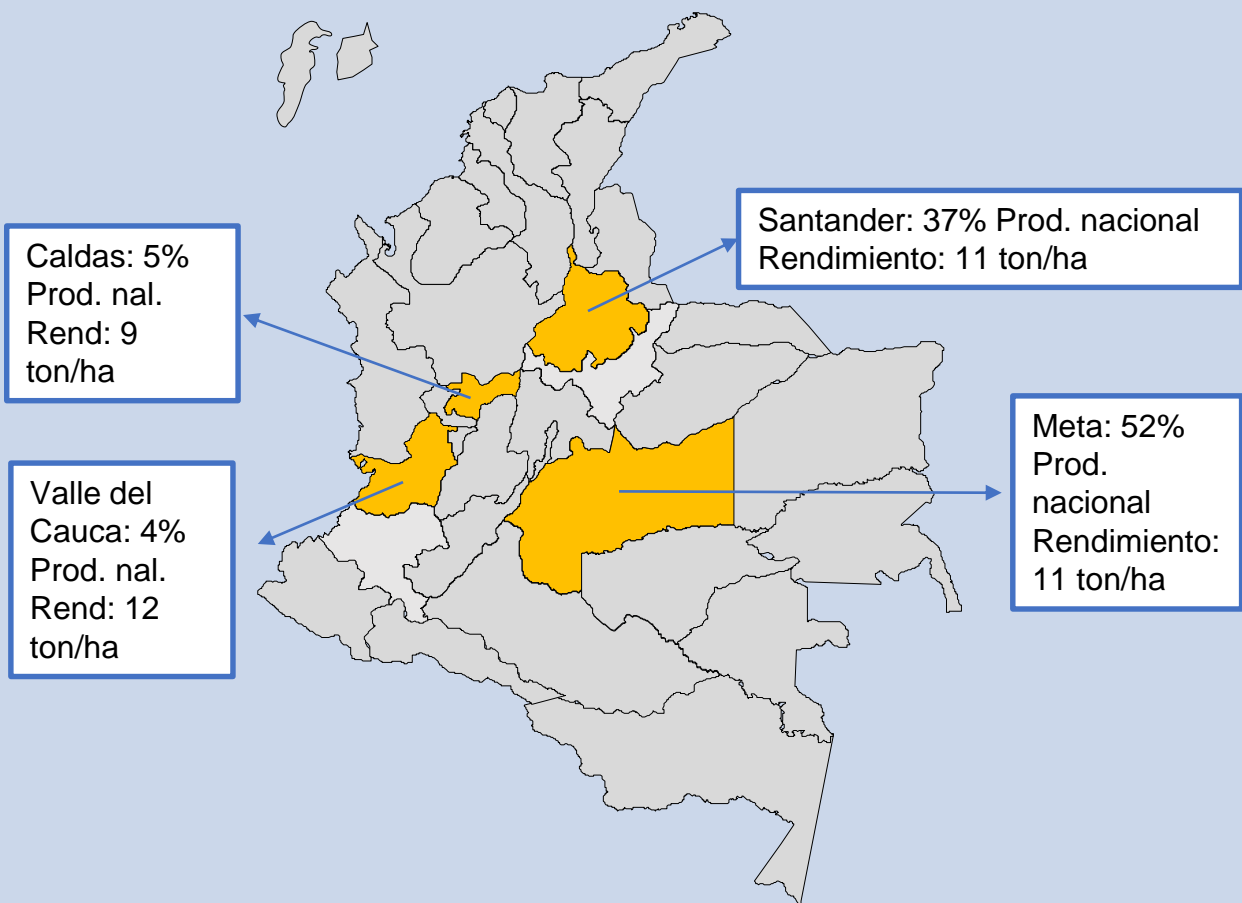 Santander: 37% Prod. nacional
Rendimiento: 11 ton/ha
Caldas: 5%
Prod. nal.
Rend: 9
ton/ha
Meta: 52%
Prod.
nacional
Rendimiento:
11 ton/ha
Valle del
Cauca: 4%
Prod. nal.
Rend: 12
ton/ha